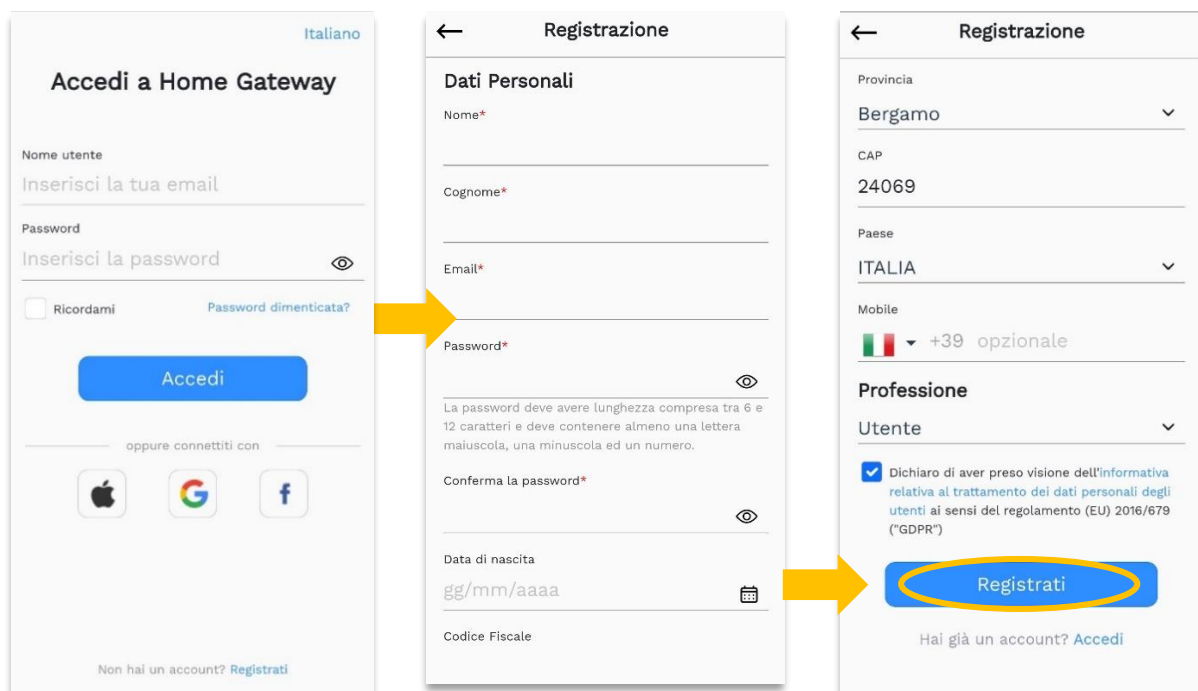 Italiano
Accedi a Home Gateway
Nome utente
Inserisci la tua email
Password
Inserisci la password
Ricordami
Password dimenticata?
Accedi
oppure connettiti con
Non hai un account? Registrati
Registrazione
Dati Personali
Nome*
Cognome*
Email*
Password*
La password deve avere lunghezza compresa tra 6 e
12 caratteri e deve contenere almeno una lettera
maiuscola, una minuscola ed un numero.
Conferma la password*
Data di nascita
gg/mm/aaaa
Codice Fiscale
Registrazione
Provincia
Bergamo
CAP
24069
Paese
ITALIA
Mobile
+39 opzionale
Professione
Utente
Dichiaro di aver preso visione dell'informativa
relativa al trattamento dei dati personali degli
utenti ai sensi del regolamento (EU) 2016/679
("GDPR")
Registrati
Hai già un account? Accedi